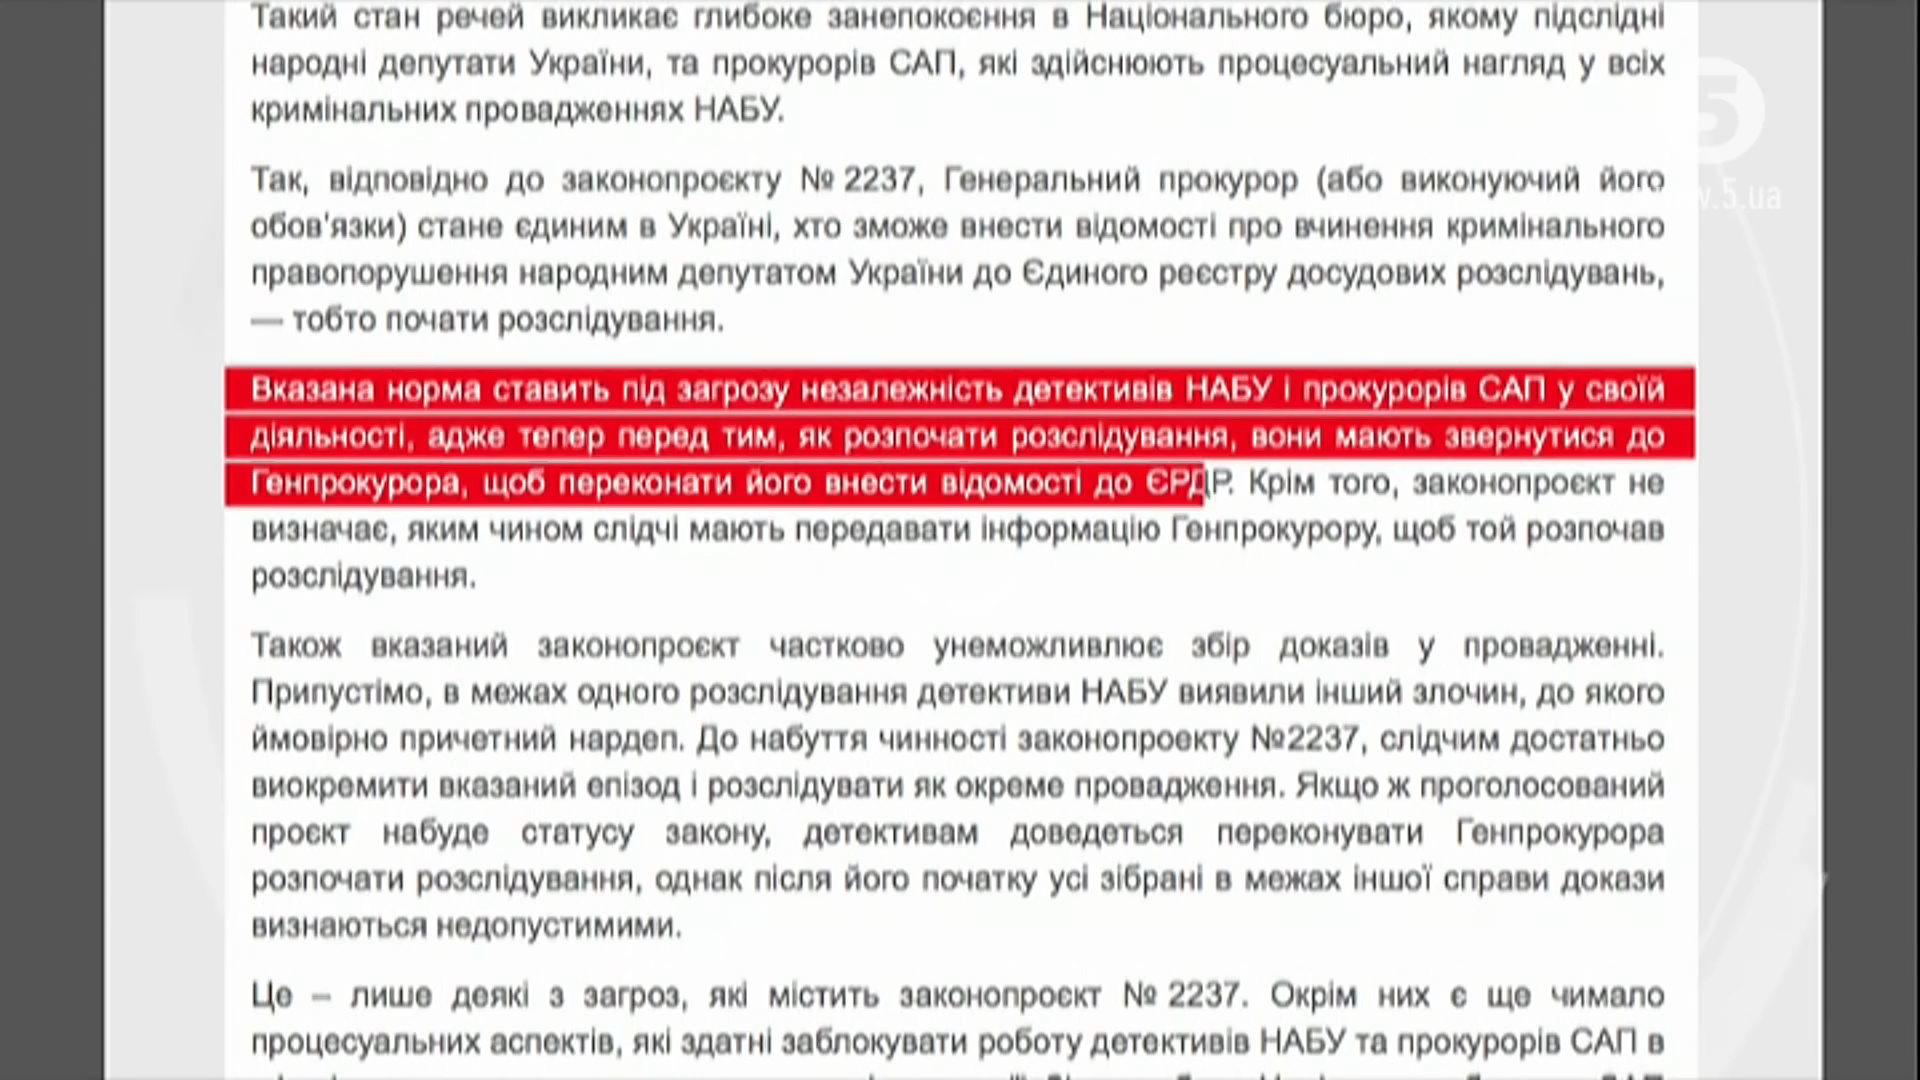 Такий стан речей викликає глибоке занепокоєння в Національного бюро, якому підслідні
народні депутати України, та прокурорів САП, які здійснюють процесуальний нагляд у всіх
кримінальних провадженнях НАБУ.
Так, відповідно до законопроєкту № 2237, Генеральний прокурор (або виконуючий його
обов'язки) стане єдиним в Україні, хто зможе внести відомості про вчинення кримінального
правопорушення народним депутатом України до Єдиного реєстру досудових розслідувань,
— тобто почати розслідування.
Вказана норма ставить під загрозу незалежність детективів НАБУ і прокурорів САП у своїй
діяльності, адже тепер перед тим, як розпочати розслідування, вони мають звернутися до
Генпрокурора, щоб переконати його внести відомості до ЄРДР. Крім того, законопроєкт не
визначає, яким чином слідчі мають передавати інформацію Генпрокурору, щоб той розпочав
розслідування.
Також вказаний законопроєкт частково унеможливлює збір доказів у провадженні.
Припустімо, в межах одного розслідування детективи НАБУ виявили інший злочин, до якого
ймовірно причетний нардеп. До набуття чинності законопроекту №2237, слідчим достатньо
виокремити вказаний епізод і розслідувати як окреме провадження. Якщо ж проголосований
проєкт набуде статусу закону, детективам доведеться переконувати Генпрокурора
розпочати розслідування, однак після його початку усі зібрані в межах іншої справи докази
визнаються недопустимими.
Це – лише деякі з загроз, які містить законопроєкт № 2237. Окрім них є ще чимало
процесуальних аспектів, які здатні заблокувати роботу детективів НАБУ та прокурорів САП в
5
w.5.ua